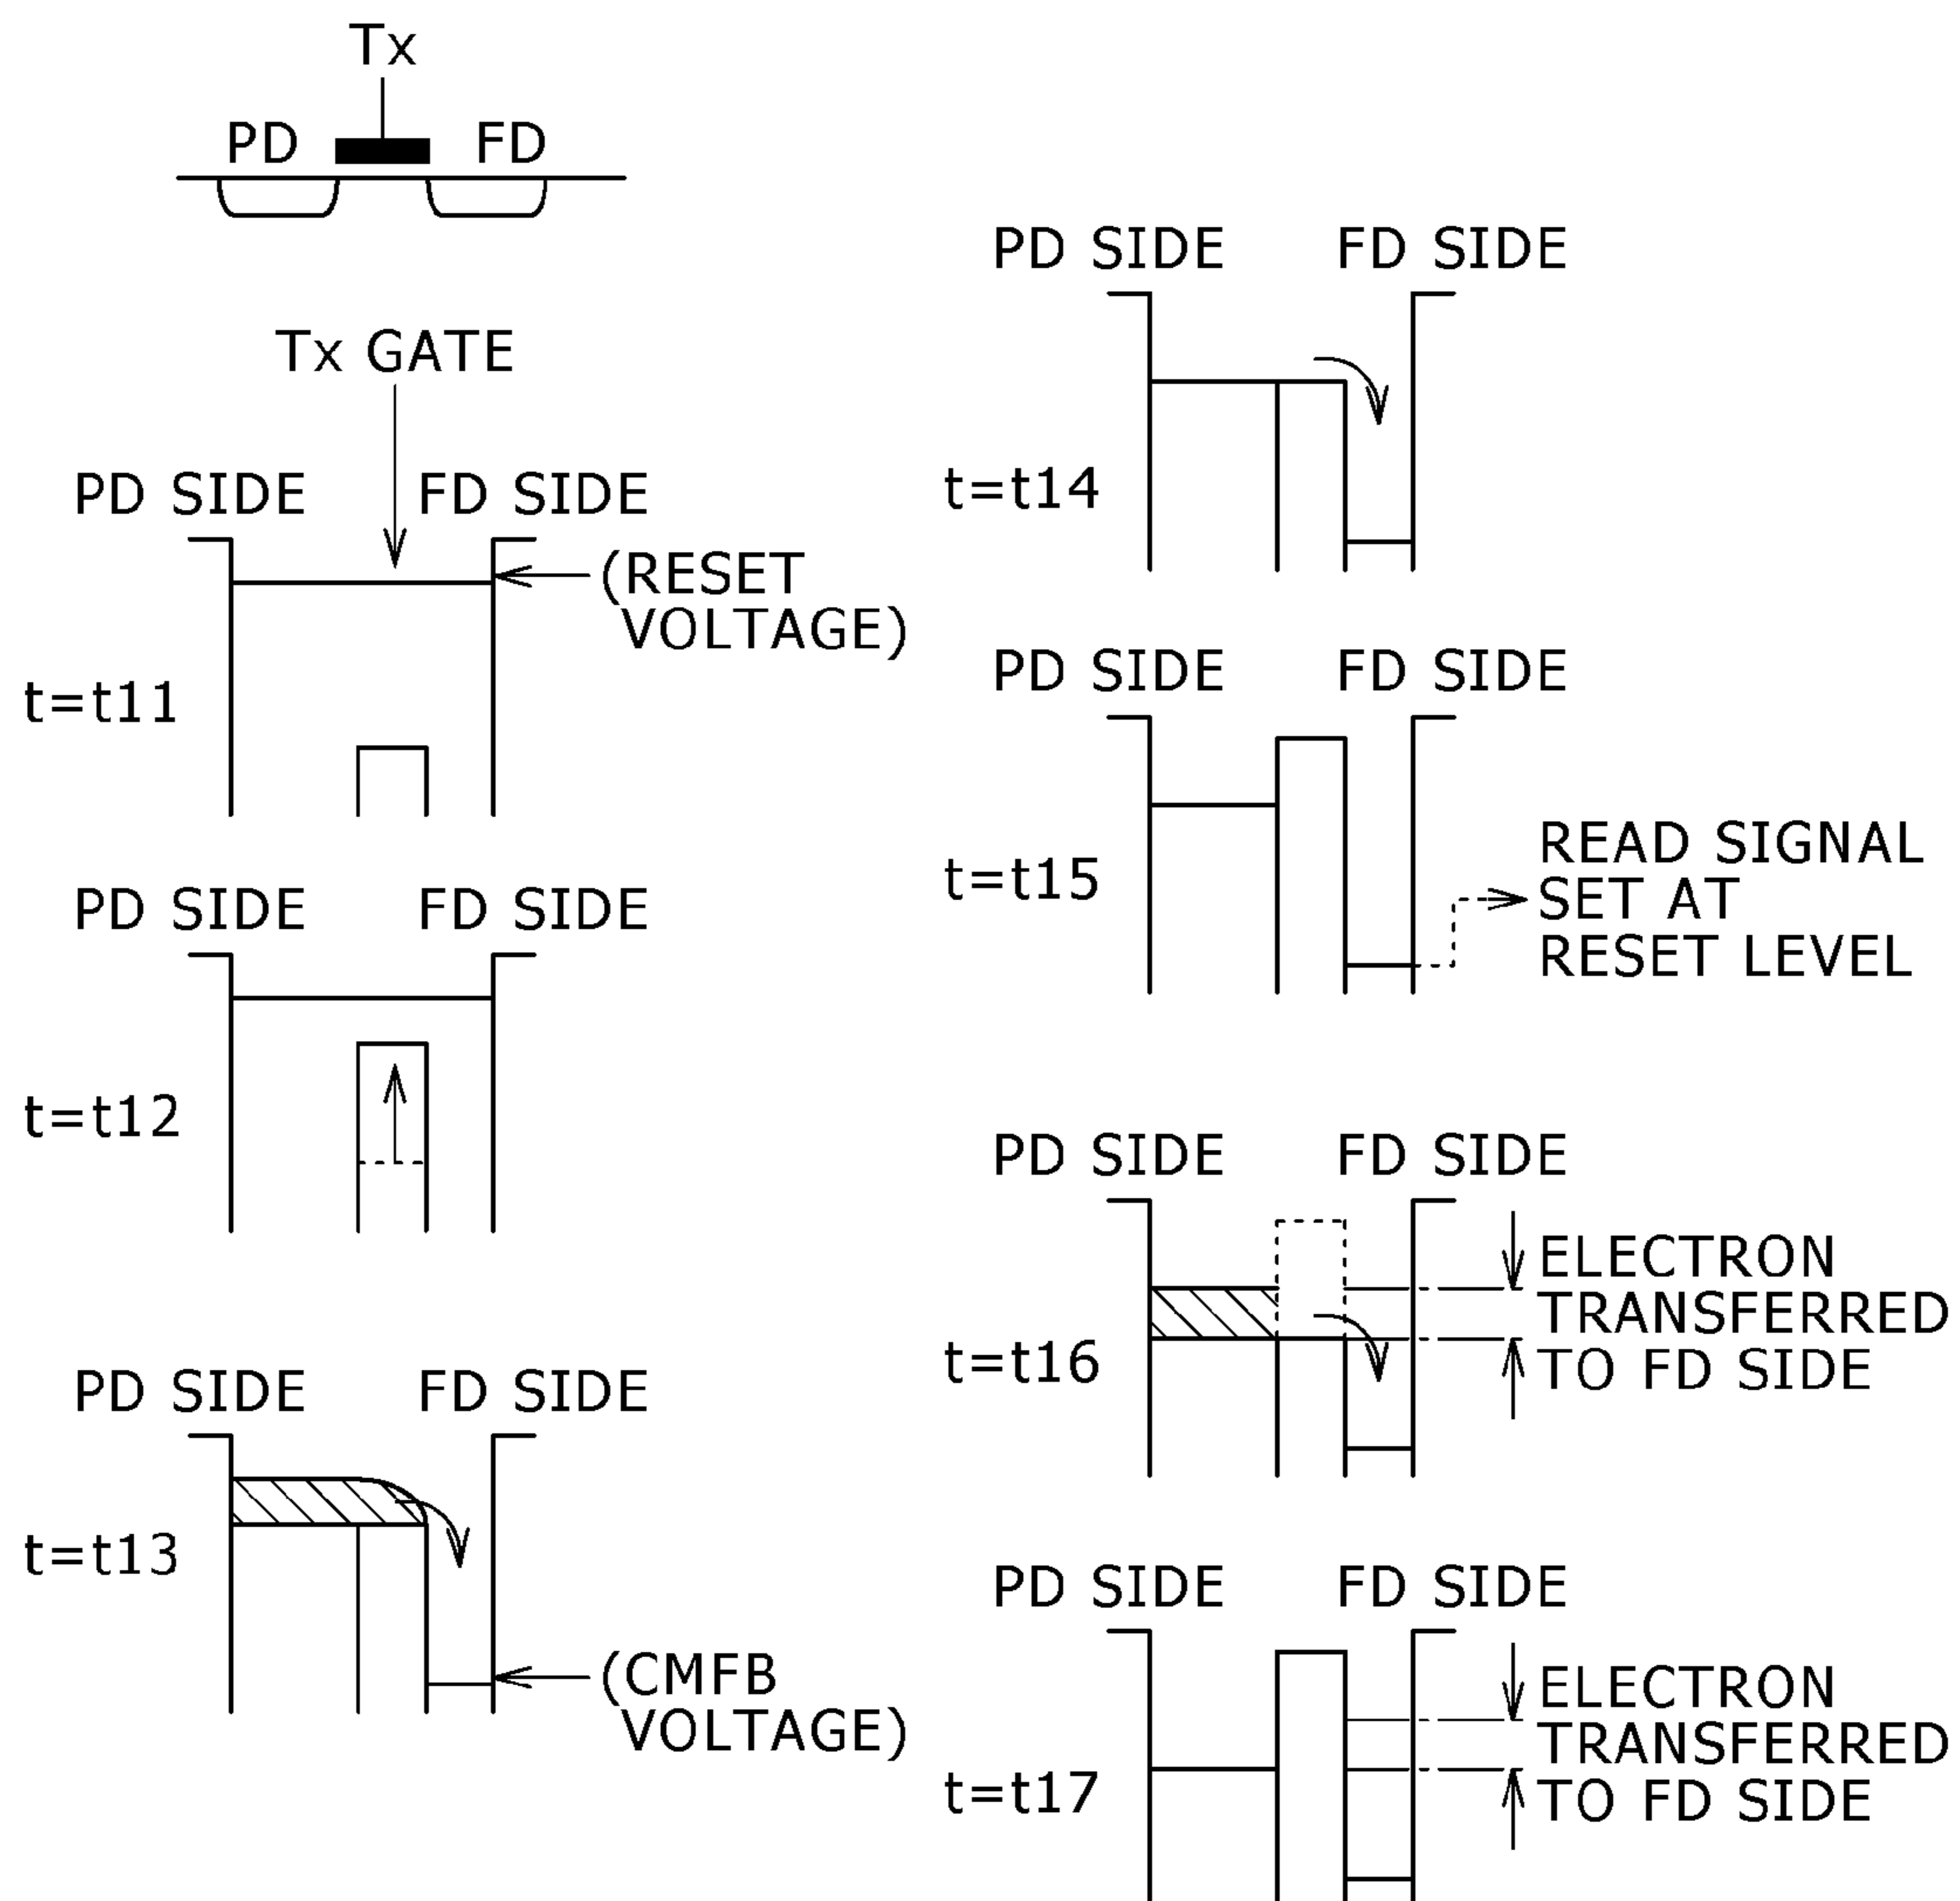 Tx
PD
FD
Tx GATE
PD SIDE
FD SIDE
(RESET
VOLTAGE)
t=t11
PD SIDE
FD SIDE
t=t12
PD SIDE
FD SIDE
t=t13
(CMFB
VOLTAGE)
PD SIDE
FD SIDE
t=t14
PD SIDE
FD SIDE
t=t15
READ SIGNAL
SET AT
RESET LEVEL
PD SIDE
FD SIDE
t=t16
ELECTRON
TRANSFERRED
TO FD SIDE
PD SIDE
FD SIDE
t=t17
ELECTRON
TRANSFERRED
TO FD SIDE